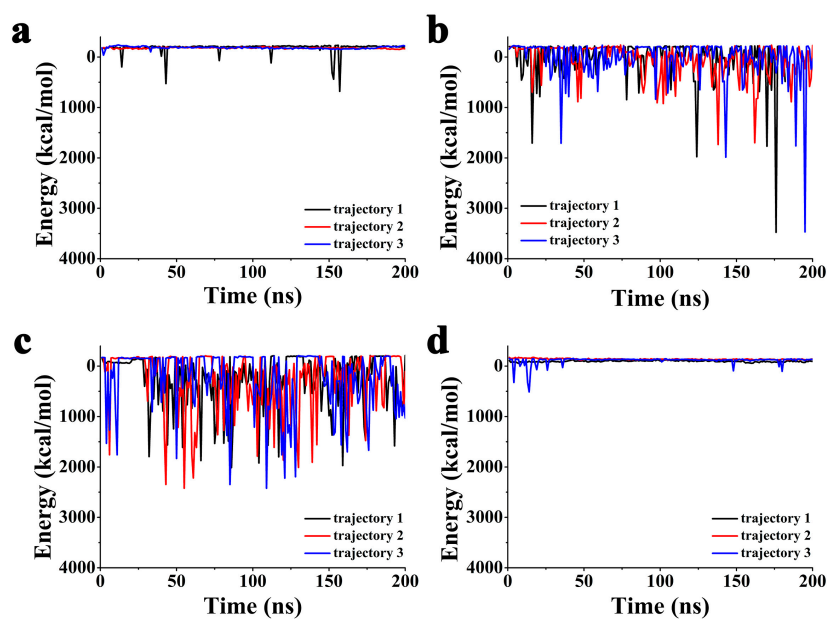 a
Energy (kcal/mol)
0
1000
2000
3000
4000
trajectory 1
trajectory 2
trajectory 3
0
50
100
150
200
Time (ns)
b
Energy (kcal/mol)
0
1000
2000
3000
4000
trajectory 1
trajectory 2
trajectory 3
0
50
100
150
200
Time (ns)
c
Energy (kcal/mol)
0
1000
2000
3000
4000
trajectory 1
trajectory 2
trajectory 3
0
50
100
150
200
Time (ns)
d
Energy (kcal/mol)
0
1000
2000
3000
4000
trajectory 1
trajectory 2
trajectory 3
0
50
100
150
200
Time (ns)